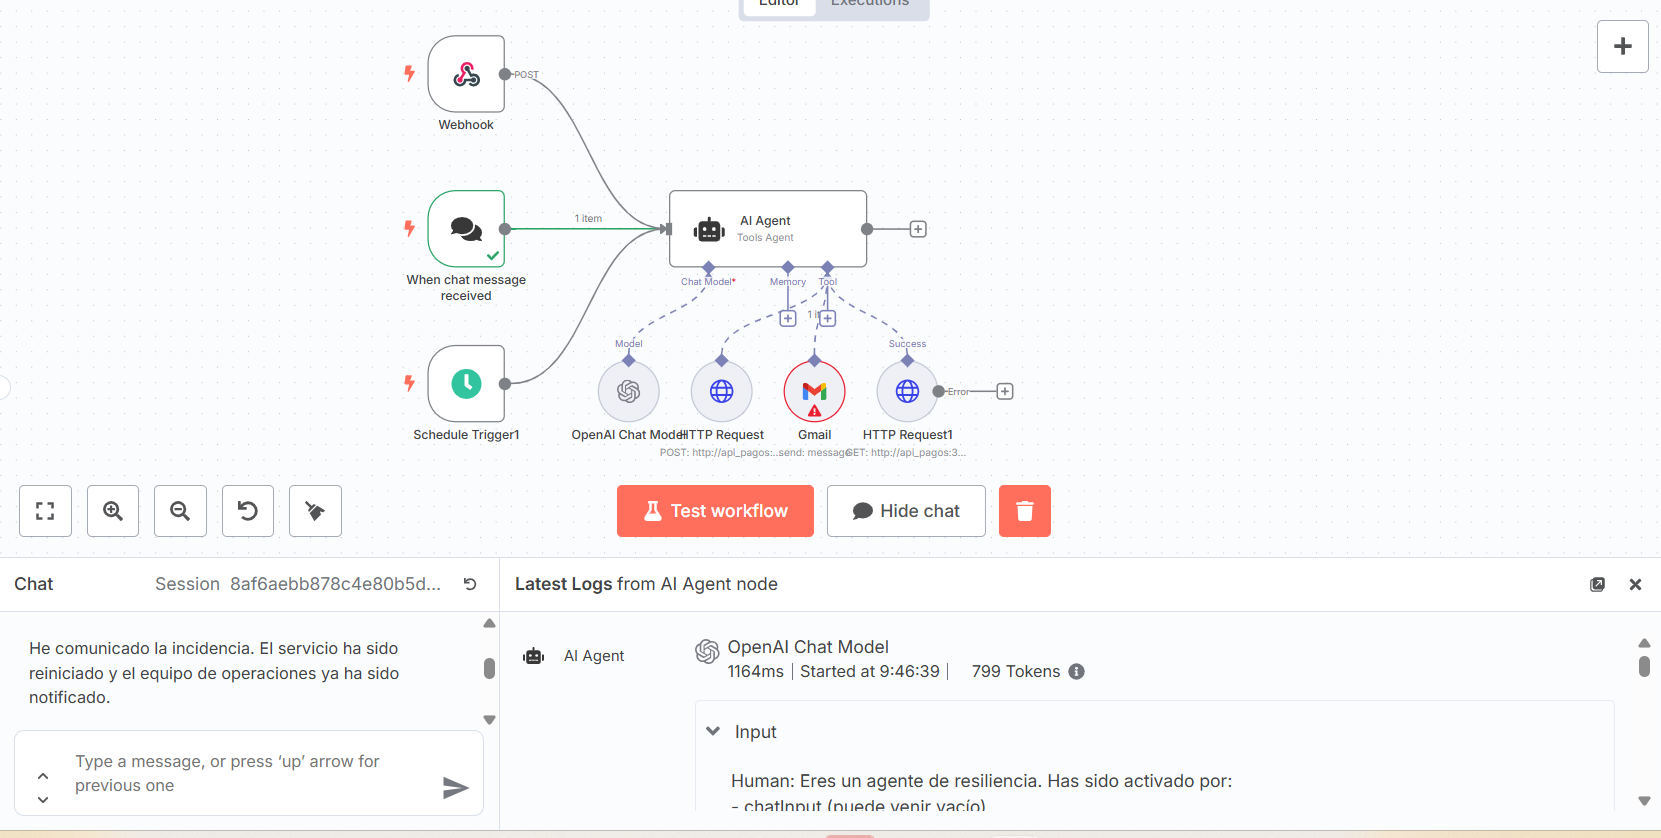 Editor
Executions
POST
Webhook
1 item
When chat message
received
AI Agent
Tools Agent
Chat Model*
Memory
Tool
Schedule Trigger1
Model
1 it
Success
Error
OpenAI Chat Model
HTTP Request
Gmail
HTTP Request1
POST: http://api_pagos:...
send: message
GET: http://api_pagos:3...
Test workflow
Hide chat
Chat
Session 8af6aebb878c4e80b5d...
Latest Logs from AI Agent node
He comunicado la incidencia. El servicio ha sido
reiniciado y el equipo de operaciones ya ha sido
notificado.
Type a message, or press ‘up’ arrow for
previous one
AI Agent
OpenAI Chat Model
1164ms | Started at 9:46:39 | 799 Tokens
Input
Human: Eres un agente de resiliencia. Has sido activado por:
- chatInput (puede venir vacío)